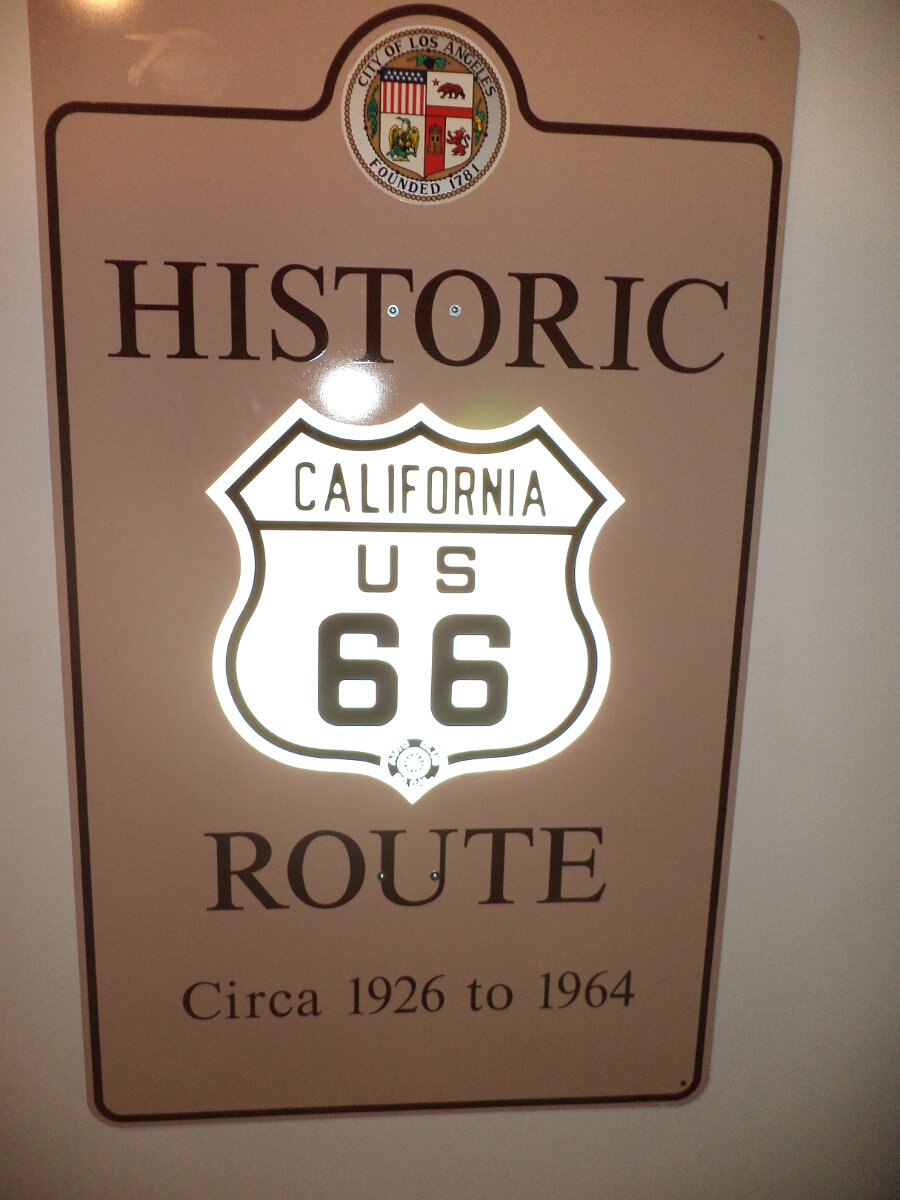 CITY OF LOS ANGELES
FOUNDED 1781
HISTORIC
CALIFORNIA
US
66
ROUTE
Circa 1926 to 1964